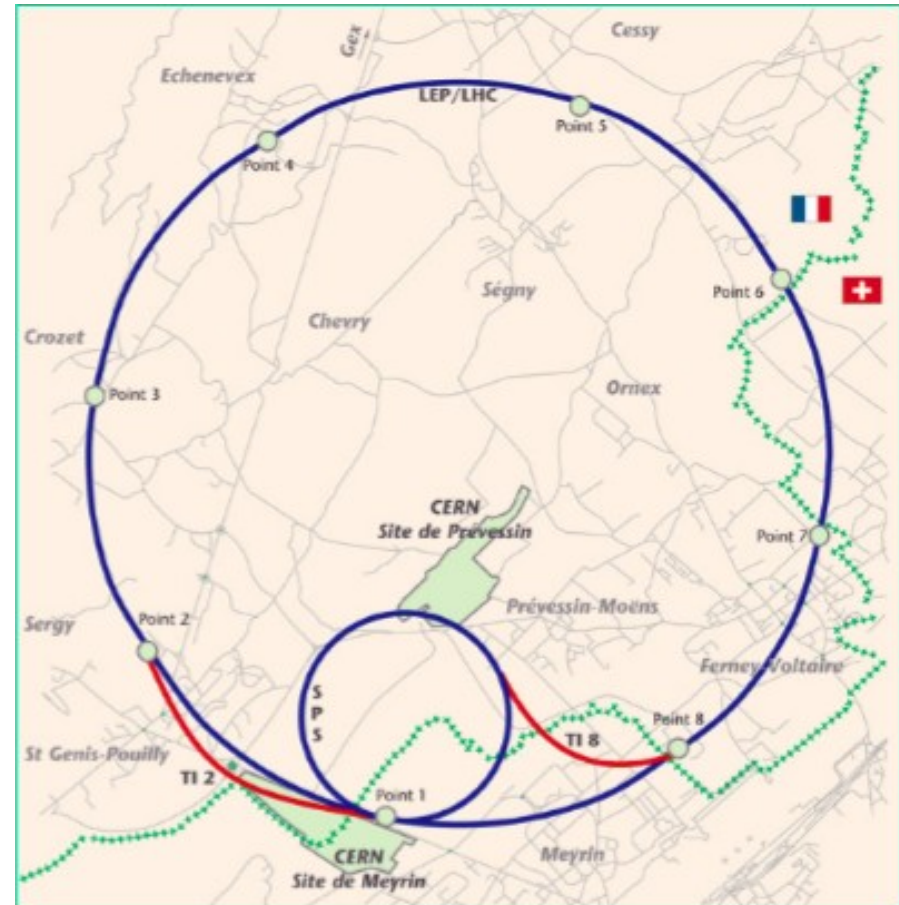 Cessy
Gex
Echenevex
LEP/LHC
Point 5
Point 4
Point 6
Ségny
Chevry
Crozet
Ornex
Point 3
CERN
Site de Prévessin
Point 7
Prévessin-Moëns
Point 2
Sergy
Ferney-Voltaire
SPS
Point 8
TI 8
St Genis-Pouilly
TI 2
Point 1
Meyrin
CERN
Site de Meyrin